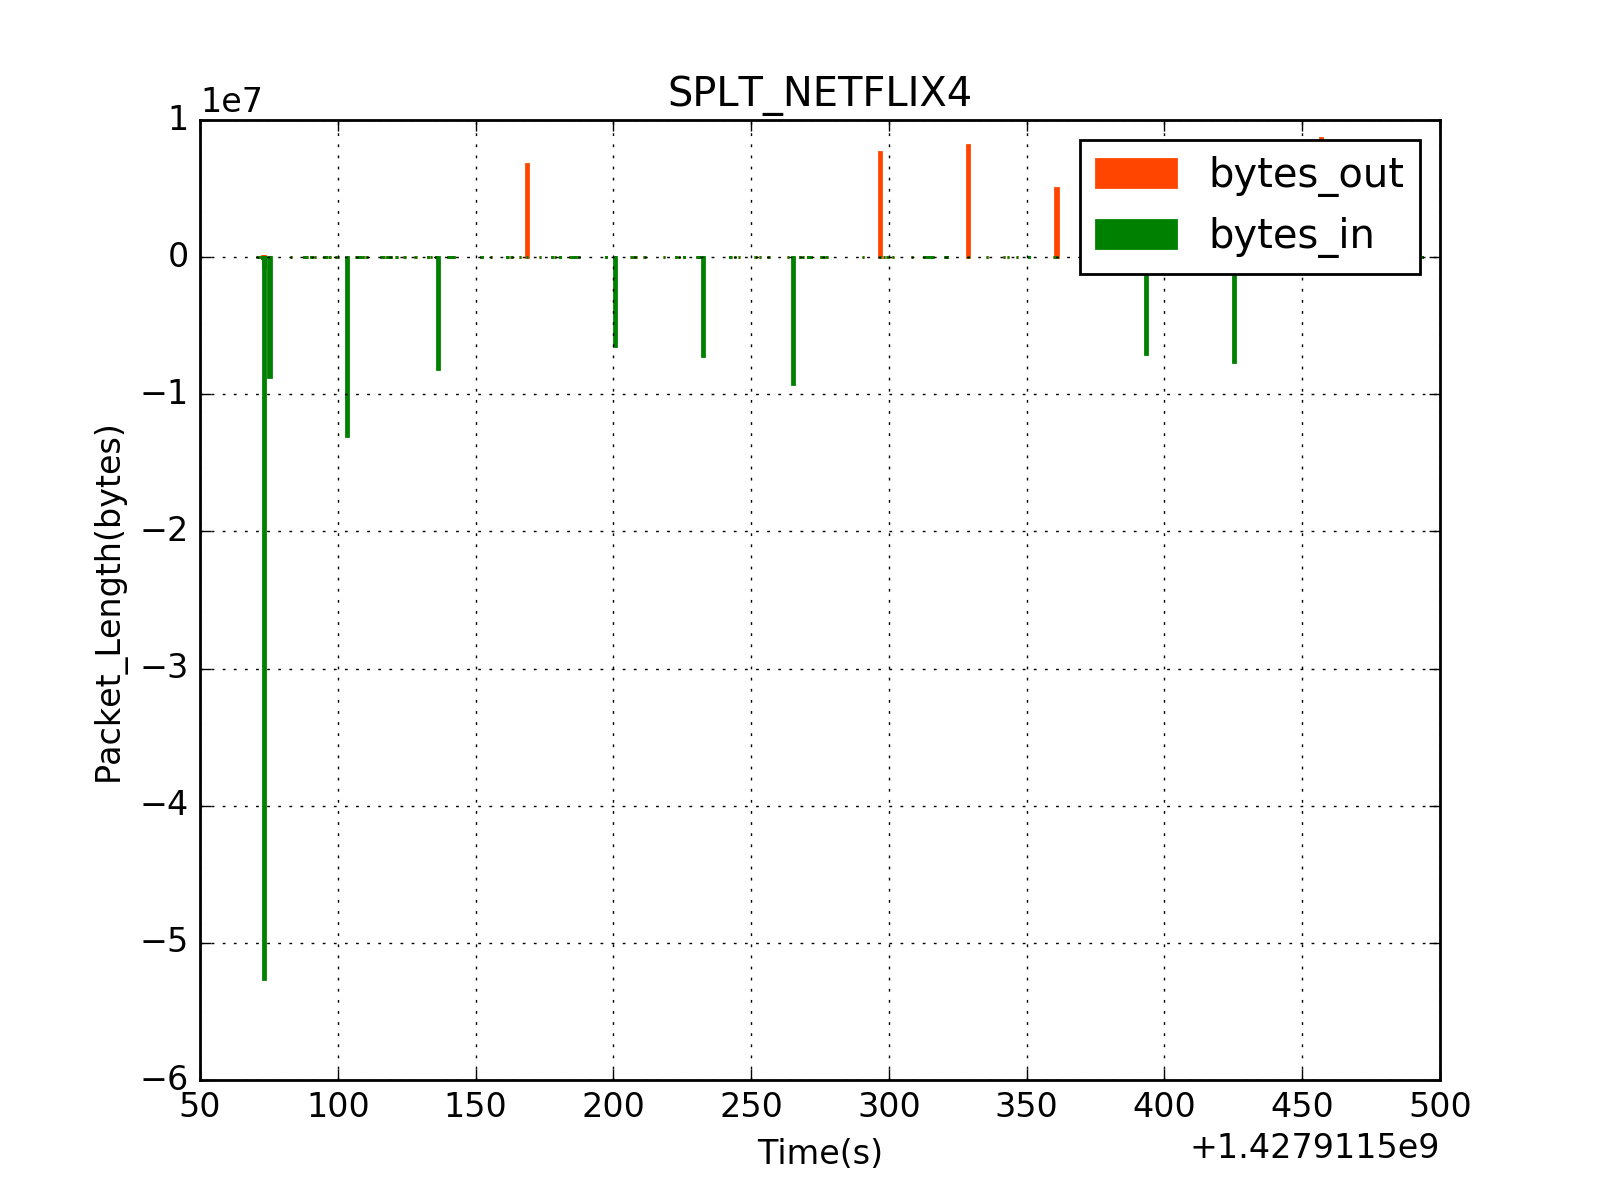 SPLT_NETFLIX4
1e7
1
0
−1
−2
−3
−4
−5
−6
Packet_Length(bytes)
bytes_out
bytes_in
50 100 150 200 250 300 350 400 450 500
Time(s)
+1.4279115e9